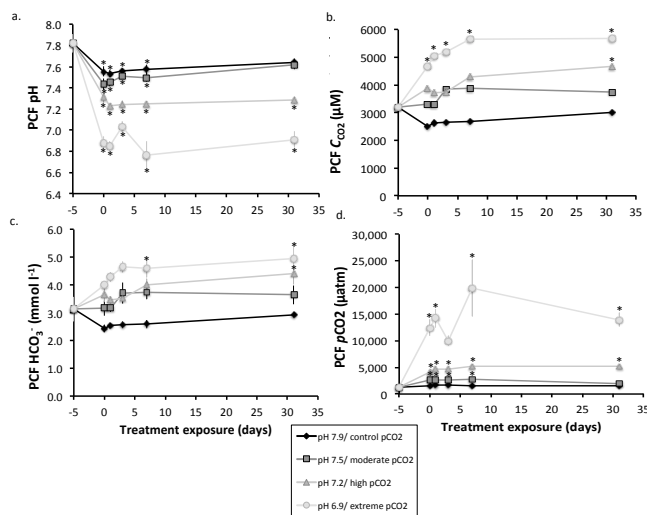 a.
8.0
7.8
7.6
7.4
7.2
7.0
6.8
6.6
6.4
PCF pH
-5 0 5 10 15 20 25 30 35
b.
6000
5000
4000
3000
2000
1000
0
PCF CCO2 (µM)
-5 0 5 10 15 20 25 30 35
c.
6.0
5.0
4.0
3.0
2.0
1.0
0.0
PCF HCO3- (mmol l-1)
-5 0 5 10 15 20 25 30 35
Treatment exposure (days)
d.
25,000
20,000
15,000
10,000
5,000
0
PCF pCO2 (µatm)
-5 0 5 10 15 20 25 30 35
Treatment exposure (days)
pH 7.9/ control pCO2
pH 7.5/ moderate pCO2
pH 7.2/ high pCO2
pH 6.9/ extreme pCO2